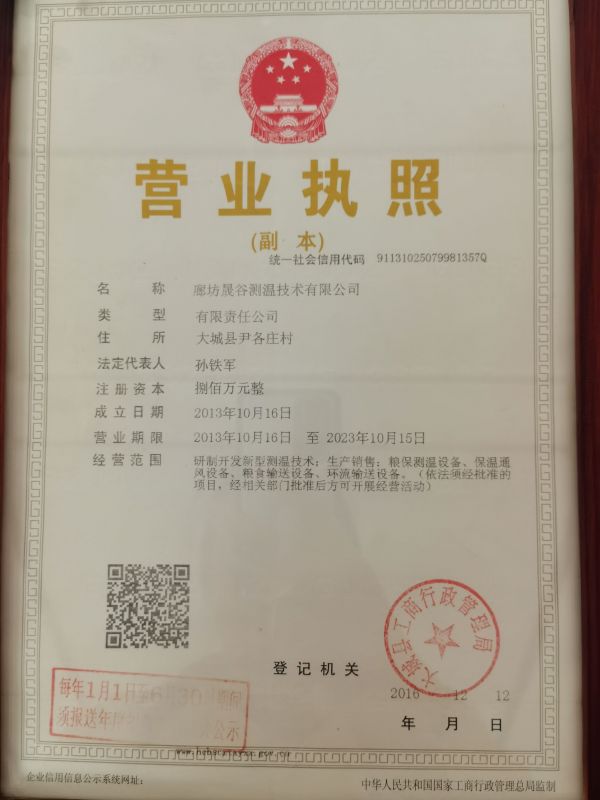 营业执照
(副 本)
统一社会信用代码 91131025079981357Q
名 称 廊坊晟谷测温技术有限公司
类 型 有限责任公司
住 所 大城县尹各庄村
法定代表人 孙铁军
注册资本 捌佰万元整
成立日期 2013年10月16日
营业期限 2013年10月16日 至 2023年10月15日
经营范围 研制开发新型测温技术；生产销售：粮保测温设备、保温通
风设备、粮食输送设备、环流输送设备。（依法须经批准的
项目，经相关部门批准后方可开展经营活动）
大城县工商行政管理局
登记机关
2016 12 12
年 月 日
每年1月1日至6月30日期间
须报送年度 公示
企业信用信息公示系统网址：
中华人民共和国国家工商行政管理总局监制